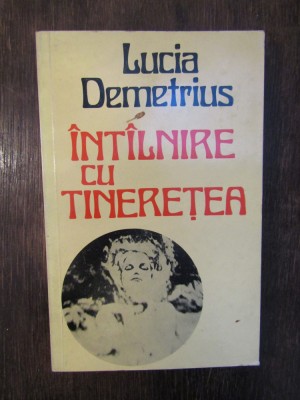 Lucia
Demetrius
ÎNTÎLNIRE
CU
TINEREȚEA